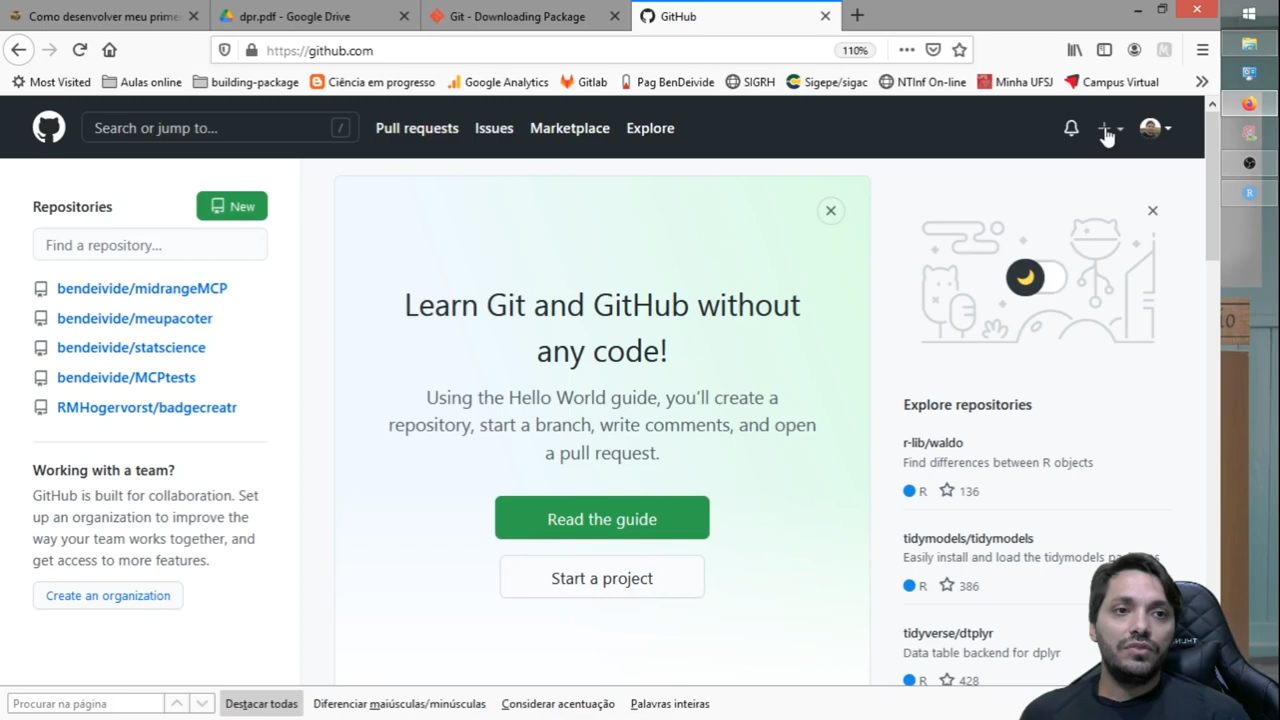 Como desenvolver meu prime
dpr.pdf - Google Drive
Git - Downloading Package
GitHub
https://github.com
110%
Most Visited
Aulas online
building-package
Ciência em progresso
Google Analytics
Gitlab
Pag BenDeivide
SIGRH
Sigepe/sigac
NTInf On-line
Minha UFSJ
Campus Virtual
Search or jump to...
/
Pull requests
Issues
Marketplace
Explore
Repositories
New
Find a repository...
bendeivide/midrangeMCP
bendeivide/meupacoter
bendeivide/statscience
bendeivide/MCPtests
RMHogervorst/badgecreatr
Working with a team?
GitHub is built for collaboration. Set
up an organization to improve the
way your team works together, and
get access to more features.
Create an organization
Learn Git and GitHub without
any code!
Using the Hello World guide, you'll create a
repository, start a branch, write comments, and open
a pull request.
Read the guide
Start a project
Explore repositories
r-lib/waldo
Find differences between R objects
R 136
tidymodels/tidymodels
Easily install and load the tidymodels
R 386
tidyverse/dtplyr
Data table backend for dplyr
R 428
Procurar na página
Destacar todas
Diferenciar maiúsculas/minúsculas
Considerar acentuação
Palavras inteiras